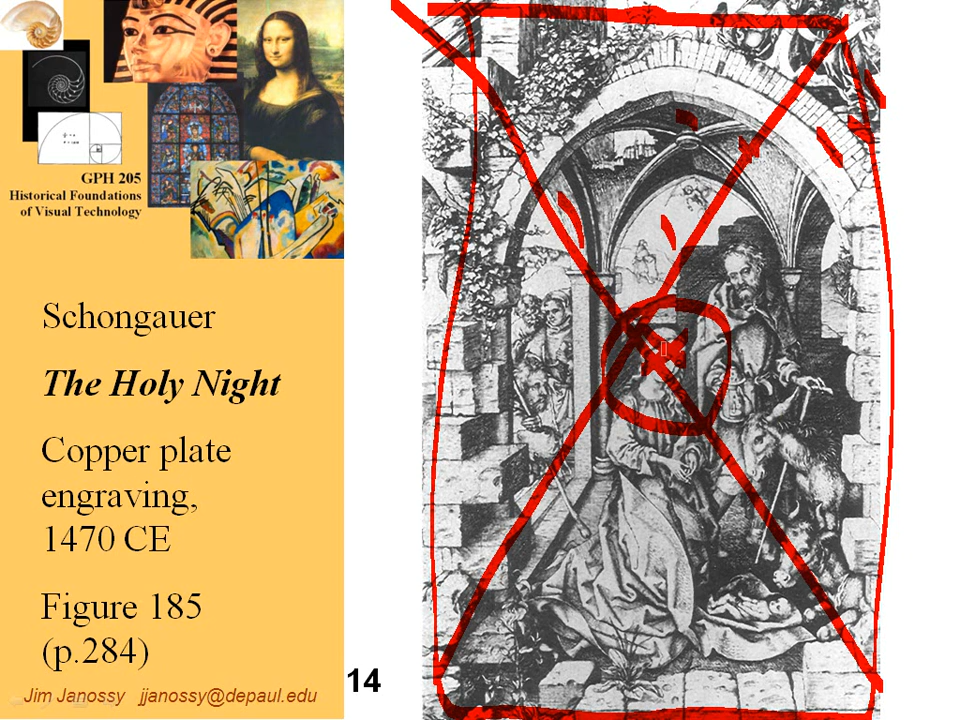 GPH 205
Historical Foundations
of Visual Technology
Schongauer
The Holy Night
Copper plate
engraving,
1470 CE
Figure 185
(p.284)
Jim Janossy jjanossy@depaul.edu
14